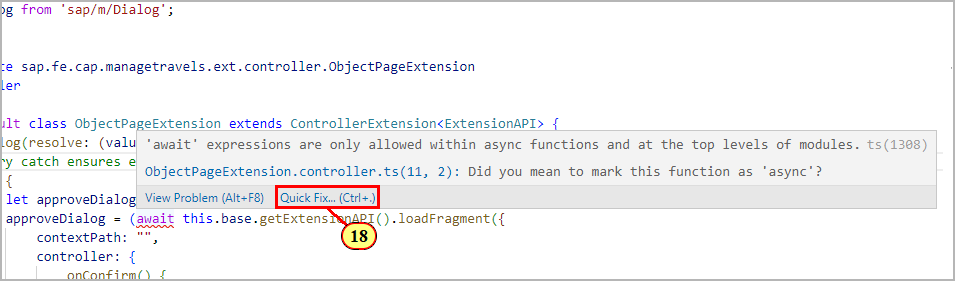 og from 'sap/m/Dialog';
ce sap.fe.cap.managetravels.ext.controller.ObjectPageExtension
ler
ult class ObjectPageExtension extends ControllerExtension<ExtensionAPI> {
log(resolve: (valu
'await' expressions are only allowed within async functions and at the top levels of modules. ts(1308)
ry catch ensures e
ObjectPageExtension.controller.ts(11, 2): Did you mean to mark this function as 'async'?
{
let approveDialog
View Problem (Alt+F8) Quick Fix... (Ctrl+.)
approveDialog = (await this.base.getExtensionAPI().loadFragment({
18
contextPath: "",
controller: {
onConfirm() {